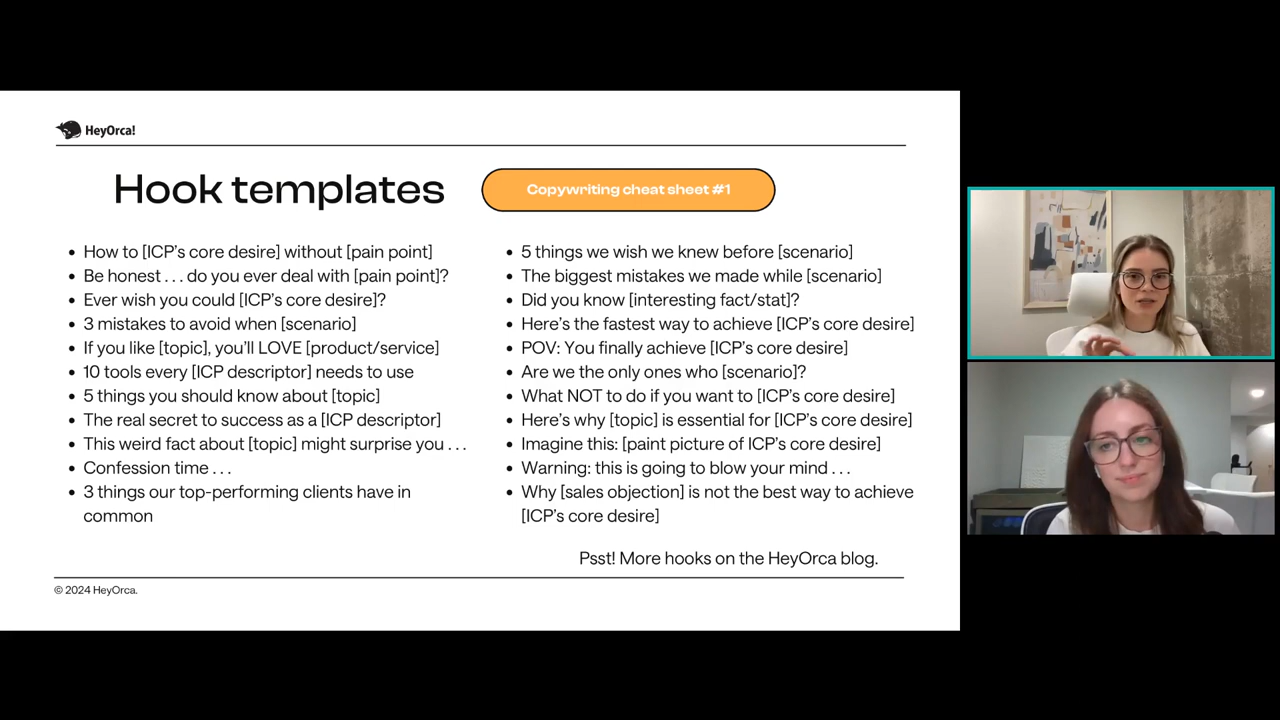 HeyOrca!
Hook templates
Copywriting cheat sheet #1
• How to [ICP’s core desire] without [pain point]
• Be honest . . . do you ever deal with [pain point]?
• Ever wish you could [ICP’s core desire]?
• 3 mistakes to avoid when [scenario]
• If you like [topic], you’ll LOVE [product/service]
• 10 tools every [ICP descriptor] needs to use
• 5 things you should know about [topic]
• The real secret to success as a [ICP descriptor]
• This weird fact about [topic] might surprise you . . .
• Confession time . . .
• 3 things our top-performing clients have in
common
• 5 things we wish we knew before [scenario]
• The biggest mistakes we made while [scenario]
• Did you know [interesting fact/stat]?
• Here’s the fastest way to achieve [ICP’s core desire]
• POV: You finally achieve [ICP’s core desire]
• Are we the only ones who [scenario]?
• What NOT to do if you want to [ICP’s core desire]
• Here’s why [topic] is essential for [ICP’s core desire]
• Imagine this: [paint picture of ICP’s core desire]
• Warning: this is going to blow your mind . . .
• Why [sales objection] is not the best way to achieve
[ICP’s core desire]
Psst! More hooks on the HeyOrca blog.
© 2024 HeyOrca.